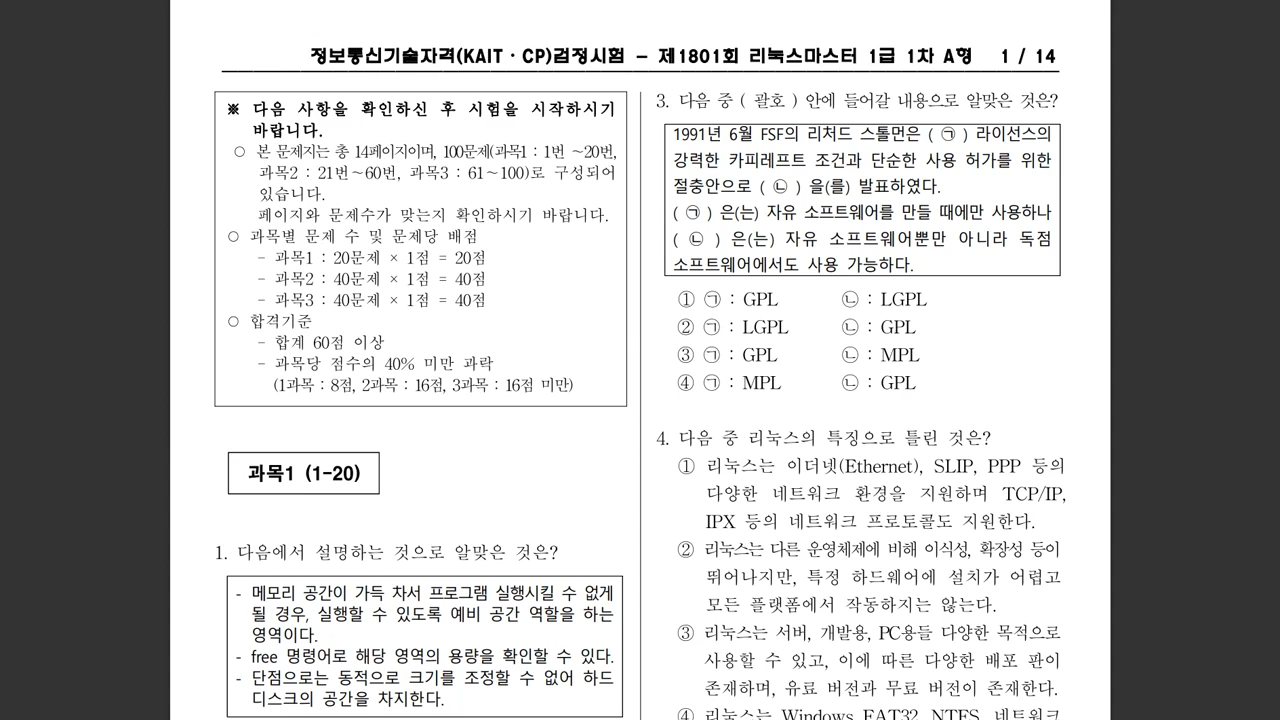 정보통신기술자격(KAIT · CP)검정시험 – 제1801회 리눅스마스터 1급 1차 A형 1 / 14
※ 다음 사항을 확인하신 후 시험을 시작하시기
바랍니다.
○ 본 문제지는 총 14페이지이며, 100문제(과목1 : 1번 ~20번,
과목2 : 21번~60번, 과목3 : 61~100)로 구성되어
있습니다.
페이지와 문제수가 맞는지 확인하시기 바랍니다.
○ 과목별 문제 수 및 문제당 배점
- 과목1 : 20문제 × 1점 = 20점
- 과목2 : 40문제 × 1점 = 40점
- 과목3 : 40문제 × 1점 = 40점
○ 합격기준
- 합계 60점 이상
- 과목당 점수의 40% 미만 과락
(1과목 : 8점, 2과목 : 16점, 3과목 : 16점 미만)
과목1 (1-20)
1. 다음에서 설명하는 것으로 알맞은 것은?
- 메모리 공간이 가득 차서 프로그램 실행시킬 수 없게
될 경우, 실행할 수 있도록 예비 공간 역할을 하는
영역이다.
- free 명령어로 해당 영역의 용량을 확인할 수 있다.
- 단점으로는 동적으로 크기를 조정할 수 없어 하드
디스크의 공간을 차지한다.
3. 다음 중 ( 괄호 ) 안에 들어갈 내용으로 알맞은 것은?
1991년 6월 FSF의 리처드 스톨먼은 ( ㉠ ) 라이선스의
강력한 카피레프트 조건과 단순한 사용 허가를 위한
절충안으로 ( ㉡ ) 을(를) 발표하였다.
( ㉠ ) 은(는) 자유 소프트웨어를 만들 때에만 사용하나
( ㉡ ) 은(는) 자유 소프트웨어뿐만 아니라 독점
소프트웨어에서도 사용 가능하다.
① ㉠ : GPL ㉡ : LGPL
② ㉠ : LGPL ㉡ : GPL
③ ㉠ : GPL ㉡ : MPL
④ ㉠ : MPL ㉡ : GPL
4. 다음 중 리눅스의 특징으로 틀린 것은?
① 리눅스는 이더넷(Ethernet), SLIP, PPP 등의
다양한 네트워크 환경을 지원하며 TCP/IP,
IPX 등의 네트워크 프로토콜도 지원한다.
② 리눅스는 다른 운영체제에 비해 이식성, 확장성 등이
뛰어나지만, 특정 하드웨어에 설치가 어렵고
모든 플랫폼에서 작동하지는 않는다.
③ 리눅스는 서버, 개발용, PC용들 다양한 목적으로
사용할 수 있고, 이에 따른 다양한 배포 판이
존재하며, 유료 버전과 무료 버전이 존재한다.
④ 리눅스는 Windows FAT32, NTFS, 네트워크